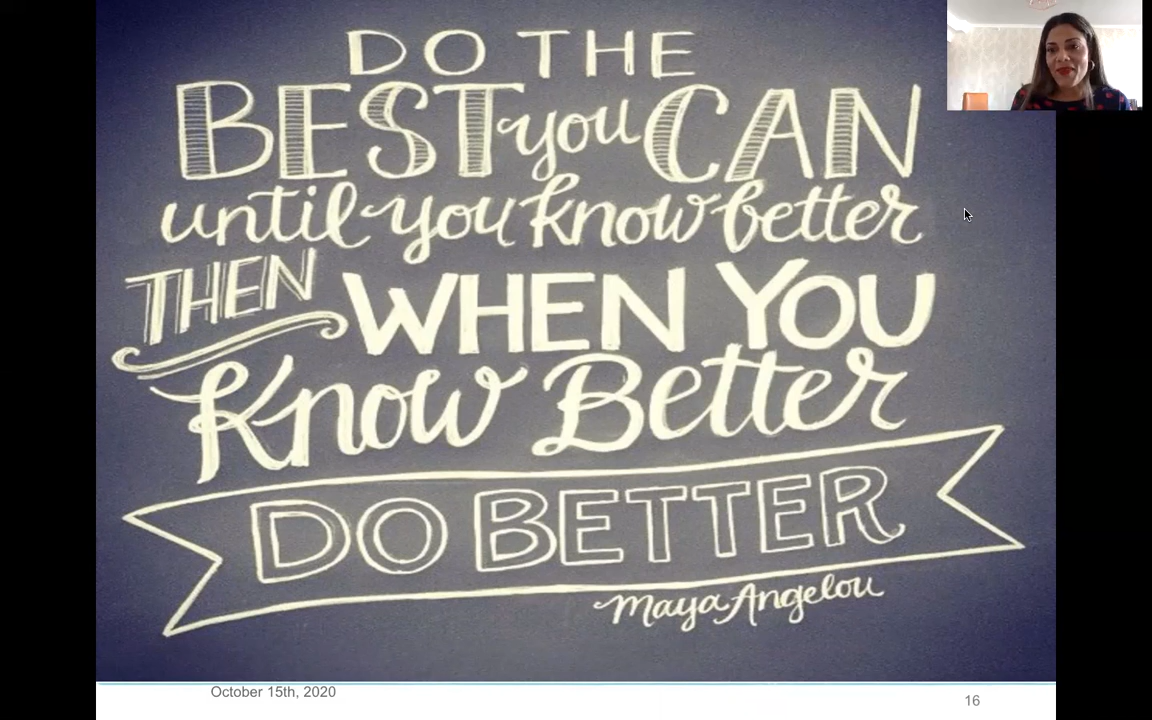 DO THE
BEST you CAN
until you know better
THEN WHEN YOU
Know Better
DO BETTER
Maya Angelou
October 15th, 2020
16